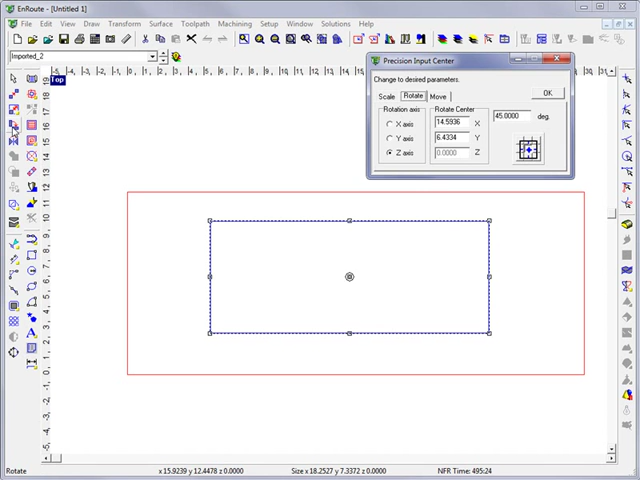 EnRoute - [Untitled 1]
File Edit View Draw Transform Surface Toolpath Machining Setup Window Solutions Help
Imported_2
Top
Precision Input Center
Change to desired parameters.
OK
Scale Rotate Move
Rotation axis Rotate Center 45.0000 deg.
X axis 14.5936 X
Y axis 6.4334 Y
Z axis 0.0000 Z
Rotate x 15.9239 y 12.4478 z 0.0000 Size x 18.2527 y 7.3372 z 0.0000 NFR Time: 495:24